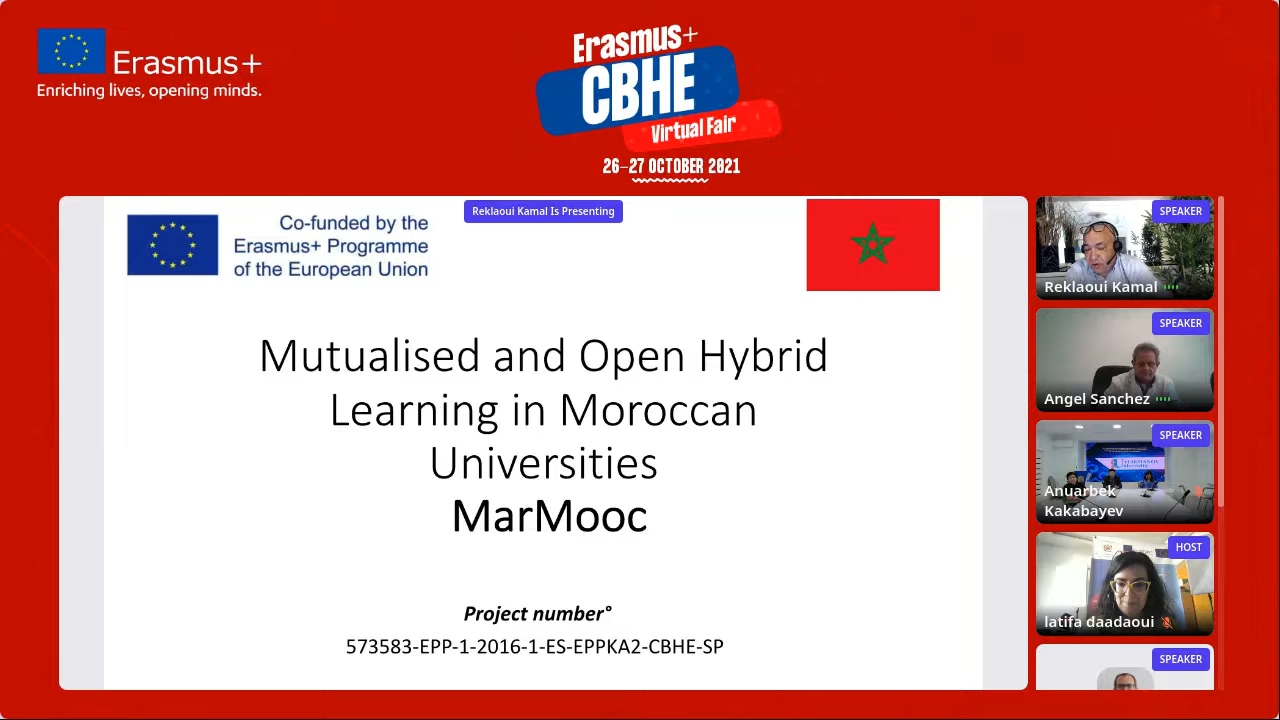 Erasmus+
Enriching lives, opening minds.
Erasmus+
CBHE
Virtual Fair
26–27 OCTOBER 2021
Reklaoui Kamal Is Presenting
Co-funded by the
Erasmus+ Programme
of the European Union
Mutualised and Open Hybrid
Learning in Moroccan
Universities
MarMooc
Project number°
573583-EPP-1-2016-1-ES-EPPKA2-CBHE-SP
SPEAKER
Reklaoui Kamal
SPEAKER
Angel Sanchez
SPEAKER
Anuarbek
Kakabayev
HOST
latifa daadaoui
SPEAKER